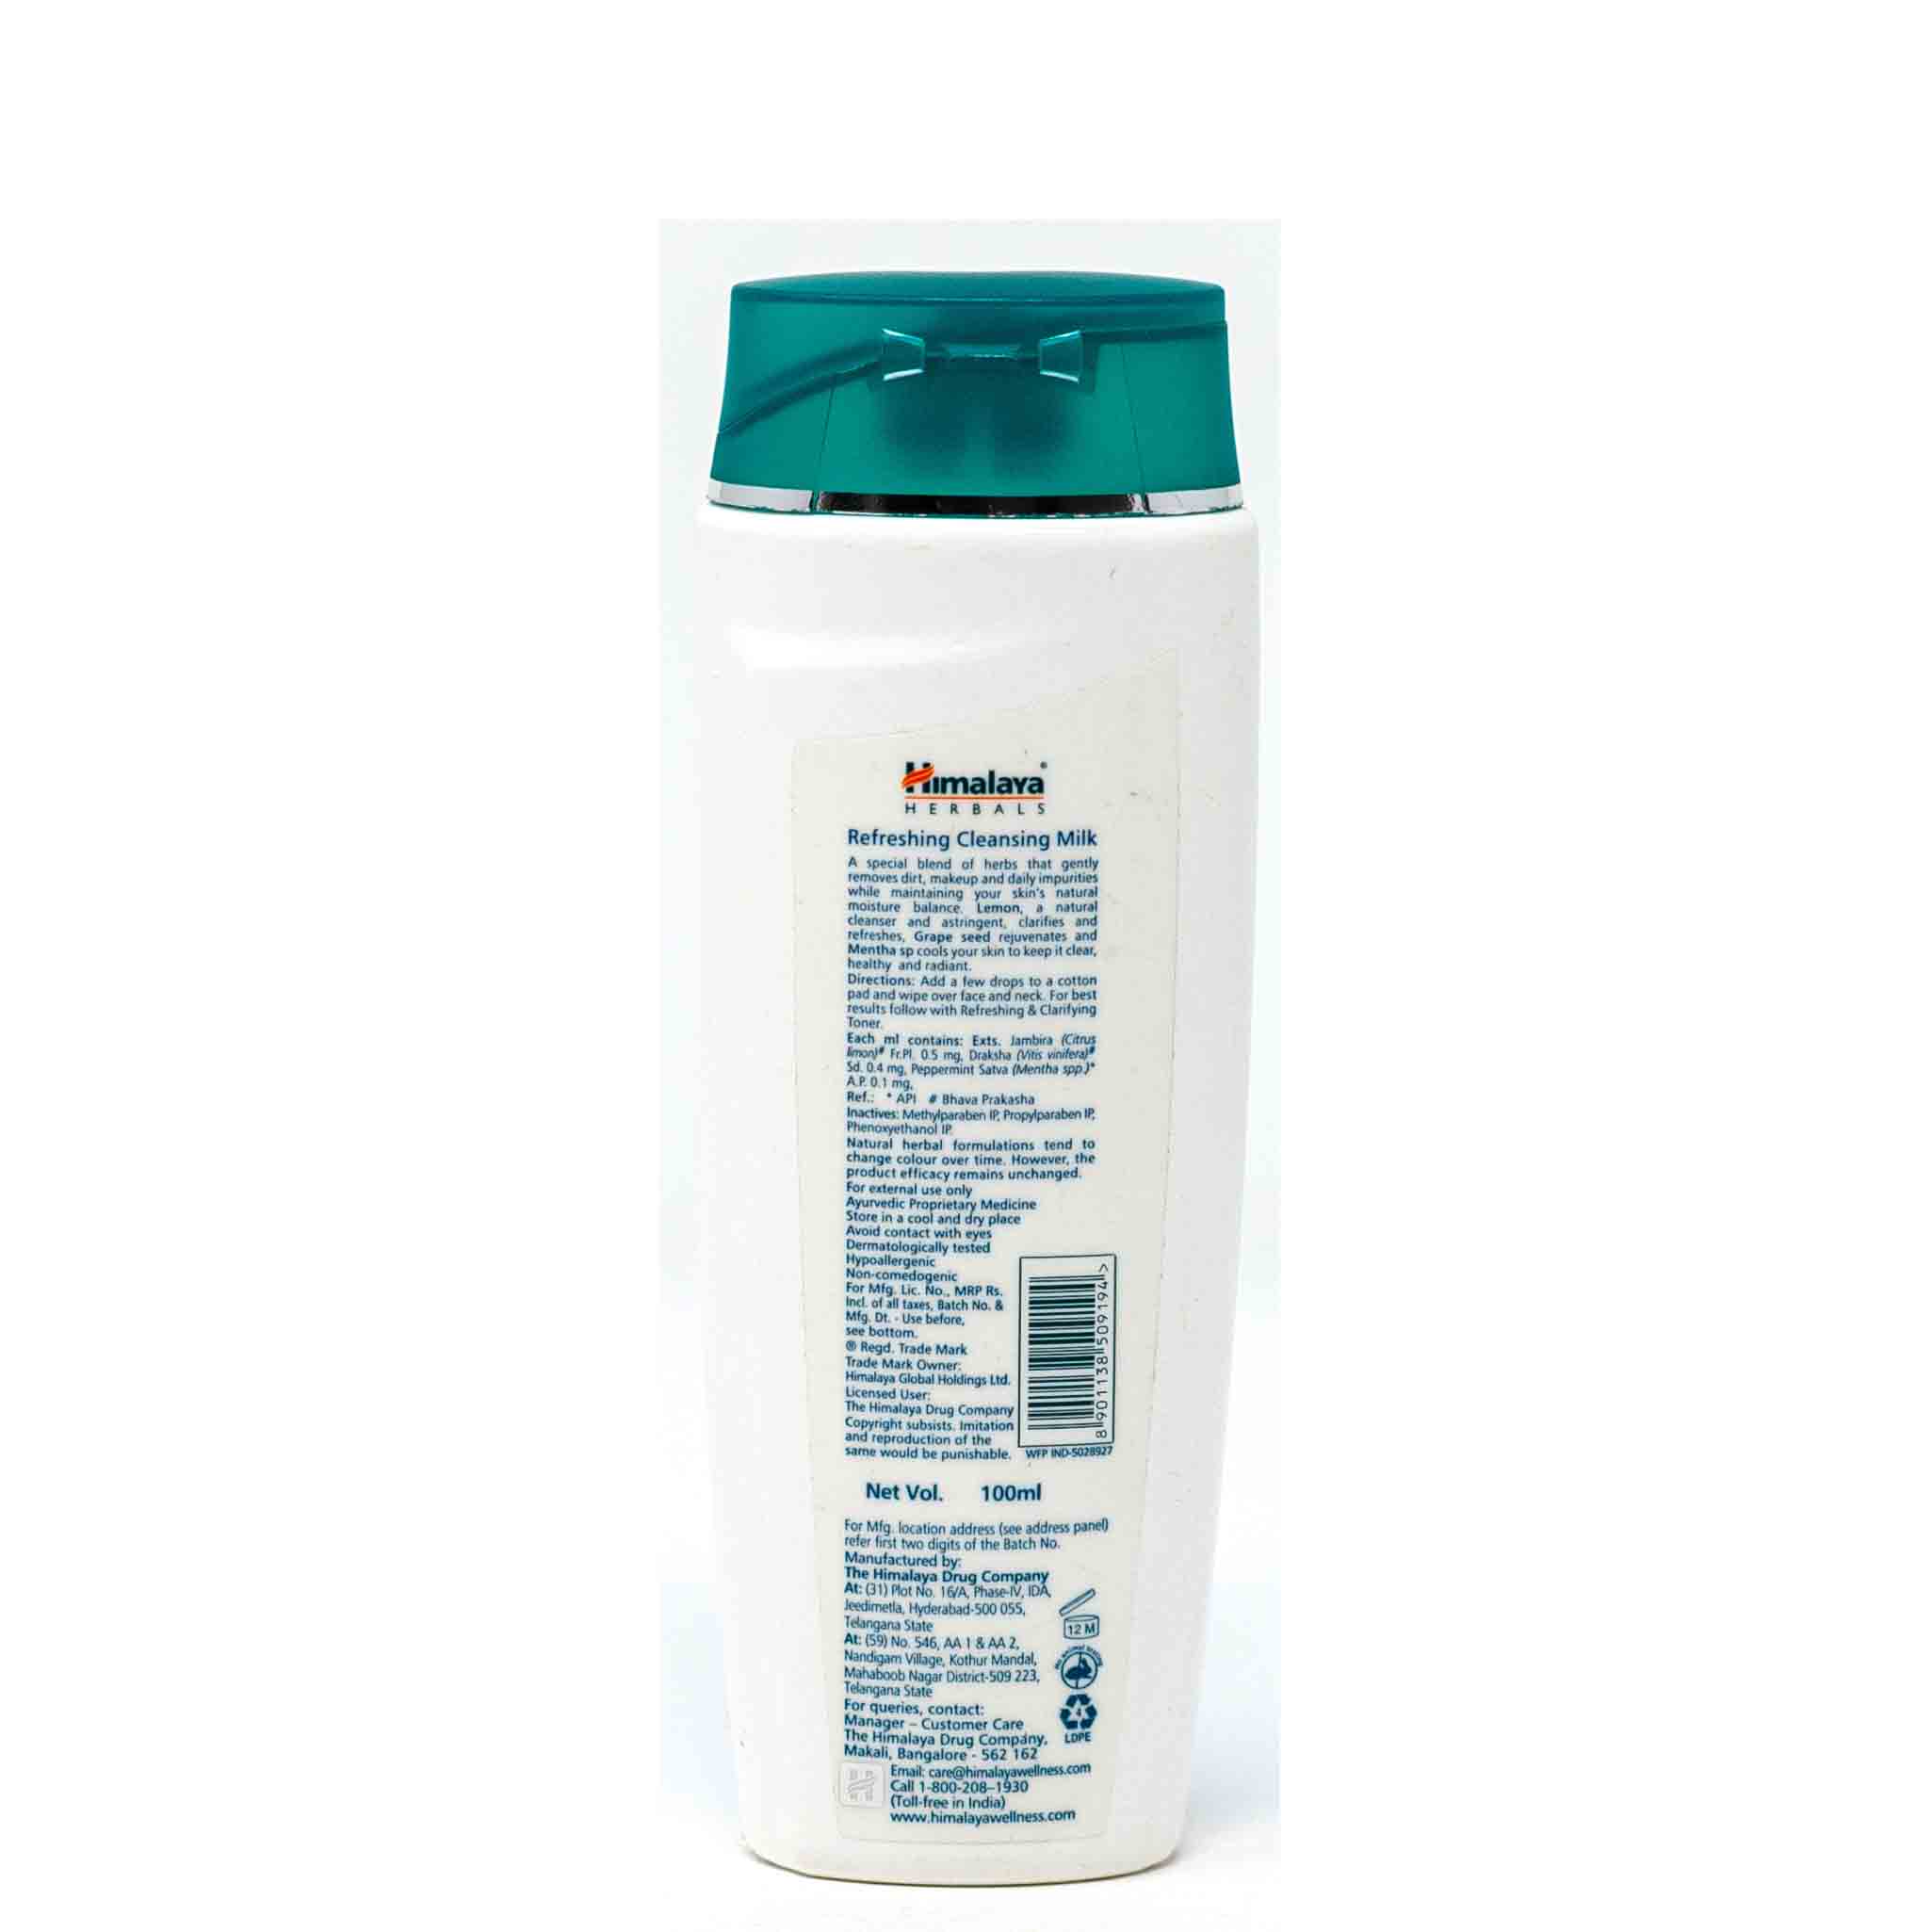 Himalaya®
HERBALS
Refreshing Cleansing Milk
A special blend of herbs that gently
removes dirt, makeup and daily impurities
while maintaining your skin's natural
moisture balance. Lemon, a natural
cleanser and astringent, clarifies and
refreshes, Grape seed rejuvenates and
Mentha sp cools your skin to keep it clear,
healthy and radiant.
Directions: Add a few drops to a cotton
pad and wipe over face and neck. For best
results follow with Refreshing & Clarifying
Toner.
Each ml contains: Exts. Jambira (Citrus
limon)# Fr.Pl. 0.5 mg, Draksha (Vitis vinifera)#
Sd. 0.4 mg, Peppermint Satva (Mentha spp.)*
A.P. 0.1 mg,
Ref.: * API # Bhava Prakasha
Inactives: Methylparaben IP, Propylparaben IP,
Phenoxyethanol IP.
Natural herbal formulations tend to
change colour over time. However, the
product efficacy remains unchanged.
For external use only
Ayurvedic Proprietary Medicine
Store in a cool and dry place
Avoid contact with eyes
Dermatologically tested
Hypoallergenic
Non-comedogenic
For Mfg. Lic. No., MRP Rs.
Incl. of all taxes, Batch No. &
Mfg. Dt. - Use before,
see bottom.
® Regd. Trade Mark
Trade Mark Owner:
Himalaya Global Holdings Ltd.
Licensed User:
The Himalaya Drug Company
Copyright subsists. Imitation
and reproduction of the
same would be punishable.
8 901138 509194 >
WFP IND-5028927
Net Vol. 100ml
For Mfg. location address (see address panel)
refer first two digits of the Batch No.
Manufactured by:
The Himalaya Drug Company
At: (31) Plot No. 16/A, Phase-IV, IDA,
Jeedimetla, Hyderabad-500 055,
Telangana State
At: (59) No. 546, AA 1 & AA 2,
Nandigam Village, Kothur Mandal,
Mahaboob Nagar District-509 223,
Telangana State
12 M
No animal testing
4
LDPE
For queries, contact:
Manager – Customer Care
The Himalaya Drug Company,
Makali, Bangalore - 562 162
Email: care@himalayawellness.com
Call 1-800-208–1930
(Toll-free in India)
www.himalayawellness.com